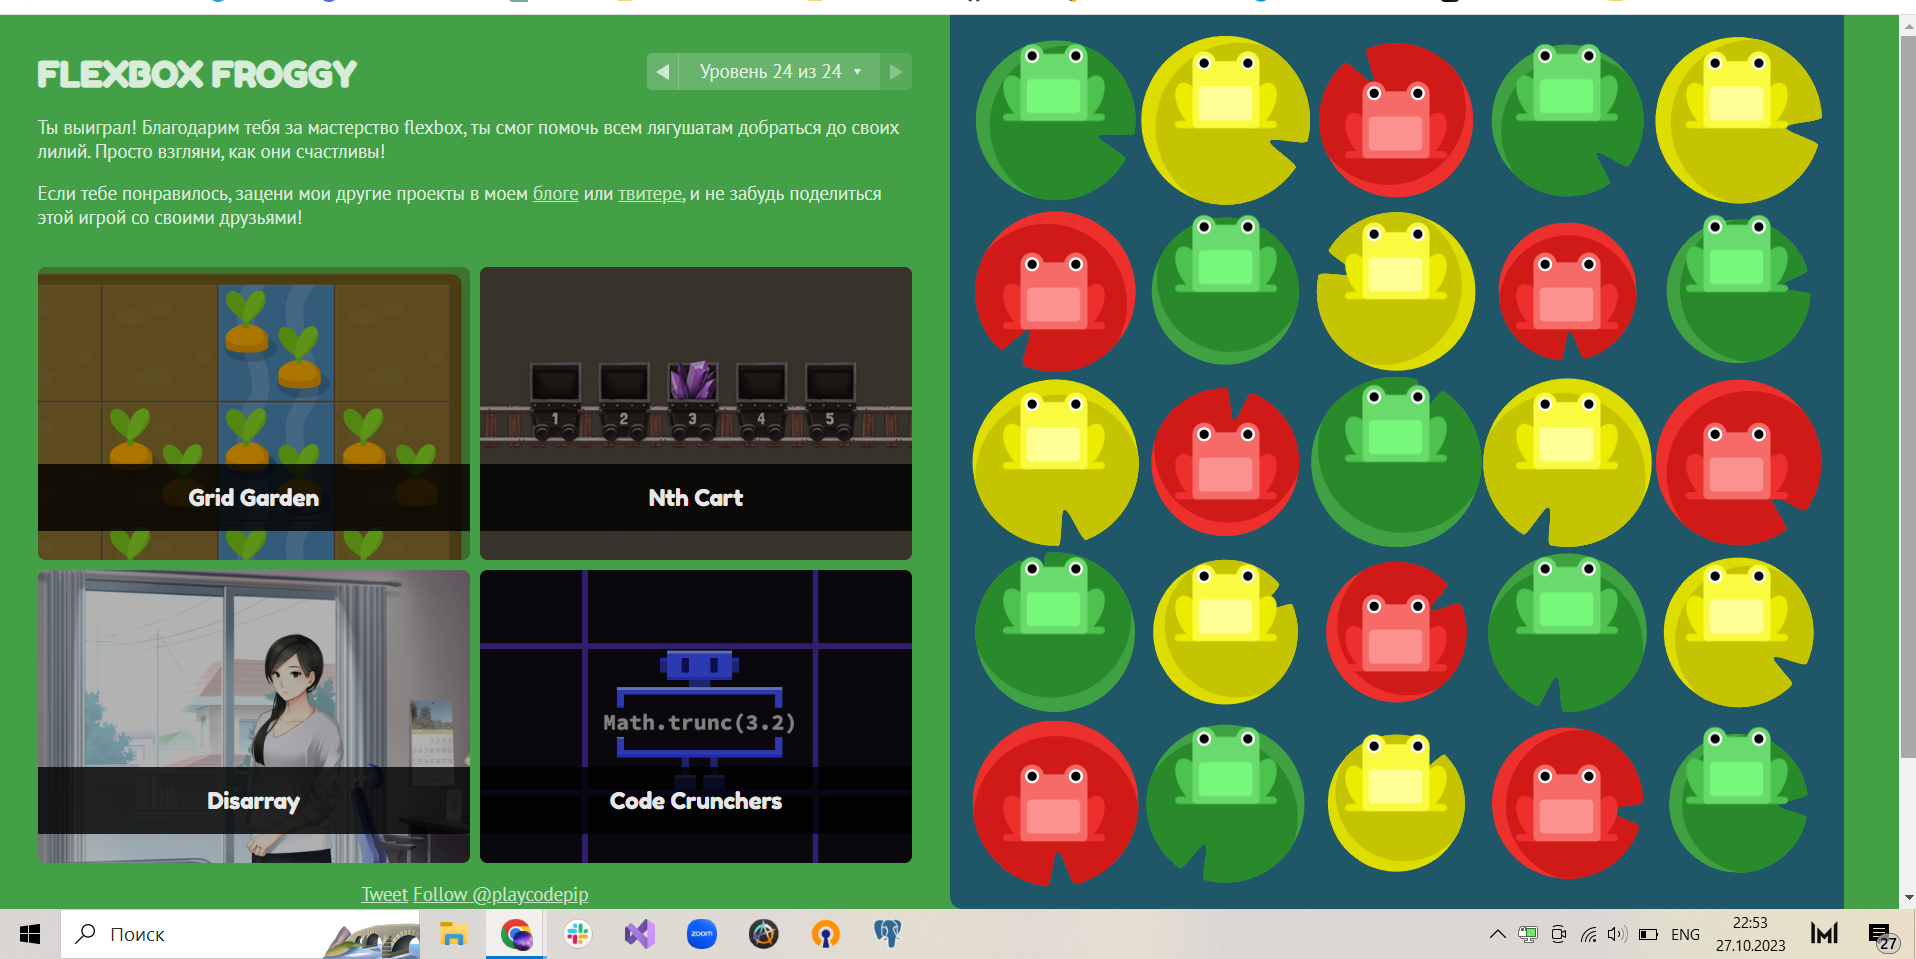 FLEXBOX FROGGY
Уровень 24 из 24
Ты выиграл! Благодарим тебя за мастерство flexbox, ты смог помочь всем лягушатам добраться до своих
лилий. Просто взгляни, как они счастливы!
Если тебе понравилось, зацени мои другие проекты в моем блоге или твитере, и не забудь поделиться
этой игрой со своими друзьями!
1 2 3 4 5
Grid Garden
Nth Cart
Math.trunc(3.2)
Disarray
Code Crunchers
Tweet Follow @playcodepip
Поиск
zoom
ENG
22:53
27.10.2023
27